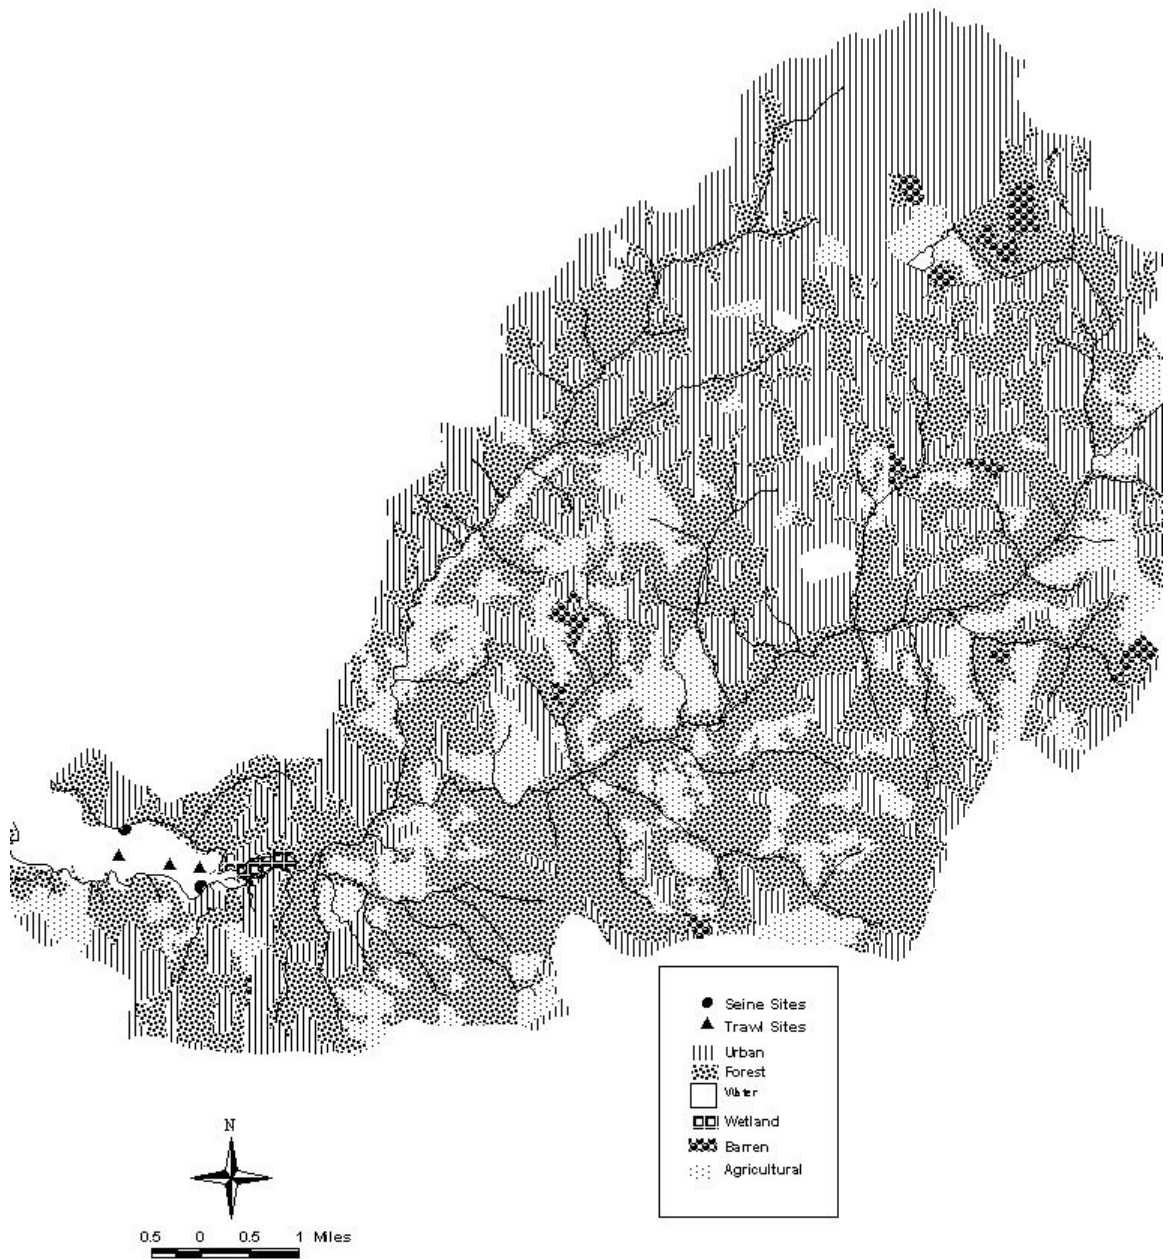 Seine Sites
Trawl Sites
Urban
Forest
Water
Wetland
Barren
Agricultural
N
0.5 0 0.5 1 Miles